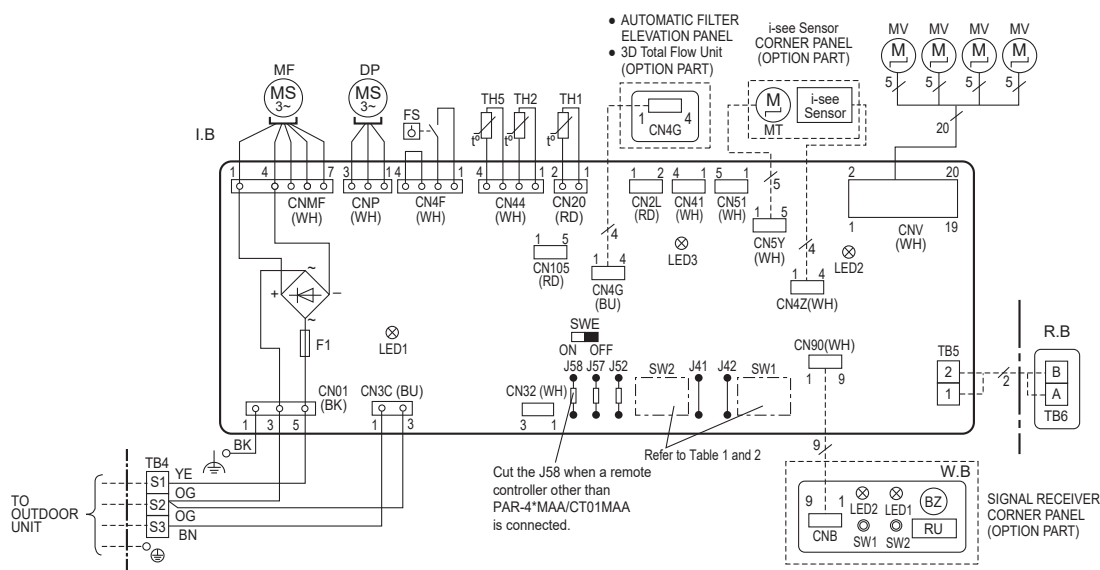 ● AUTOMATIC FILTER
ELEVATION PANEL
● 3D Total Flow Unit
(OPTION PART)
i-see Sensor
CORNER PANEL
(OPTION PART)
MV MV MV MV
M M M M
5 5 5 5
20
MF DP
MS
3~
MS
3~
FS
TH5 TH2 TH1
t° t° t°
1 4
CN4G
M
MT
i-see
Sensor
I.B
1 4 7
CNMF
(WH)
3 1
CNP
(WH)
4 1
CN4F
(WH)
4 1
CN44
(WH)
2 1
CN20
(RD)
1 2
CN2L
(RD)
4 1
CN41
(WH)
5 1
CN51
(WH)
5
1 5
CN5Y
(WH)
2 20
1 19
CNV
(WH)
1 5
CN105
(RD)
4
1 4
CN4G
(BU)
LED3
4
1 4
CN4Z(WH)
LED2
~
+ −
~
F1
LED1
SWE
ON OFF
J58 J57 J52
SW2
J41 J42
SW1
CN90(WH)
1 9
TB5
2
1
2
R.B
B
A
TB6
CN01
(BK)
1 3 5
CN3C (BU)
1 3
CN32 (WH)
3 1
Refer to Table 1 and 2
BK
TB4
S1
S2
S3
YE
OG
OG
BN
TO
OUTDOOR
UNIT
Cut the J58 when a remote
controller other than
PAR-4*MAA/CT01MAA
is connected.
9
W.B
9 1
CNB
LED2 LED1
SW1 SW2
BZ
RU
SIGNAL RECEIVER
CORNER PANEL
(OPTION PART)